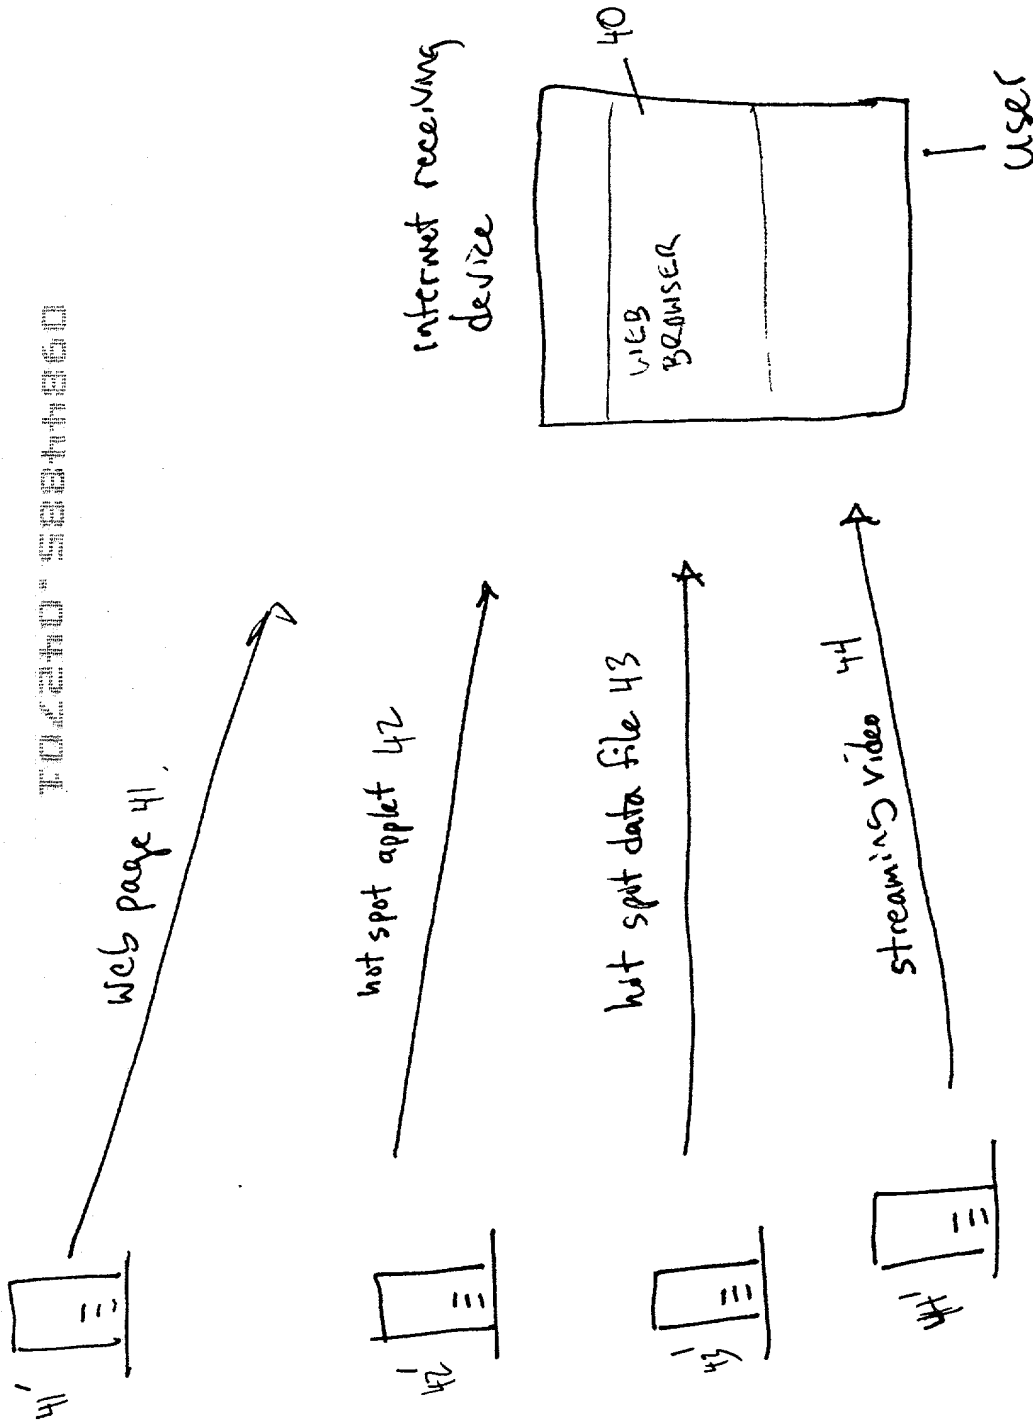 41'
web page 41.
42'
hot spot applet 42
internet receiving
device
WEB
BROWSER
40
43'
hot spot data file 43
44'
streaming video 44
user